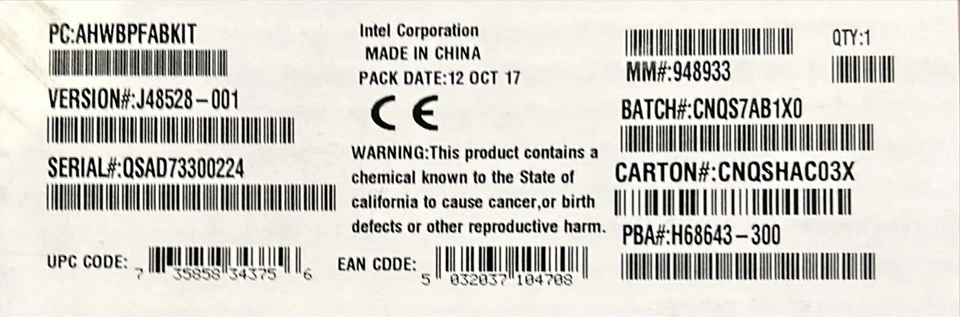 PC:AHWBPFABKIT
VERSION#:J48528-001
SERIAL#:QSAD73300224
UPC CODE: 7 35858 34375 6
Intel Corporation
MADE IN CHINA
PACK DATE:12 OCT 17
CE
WARNING:This product contains a
chemical known to the State of
california to cause cancer,or birth
defects or other reproductive harm.
EAN CDDE: 5 032037 104708
QTY:1
MM#:948933
BATCH#:CNQS7AB1X0
CARTON#:CNQSHAC03X
PBA#:H68643-300